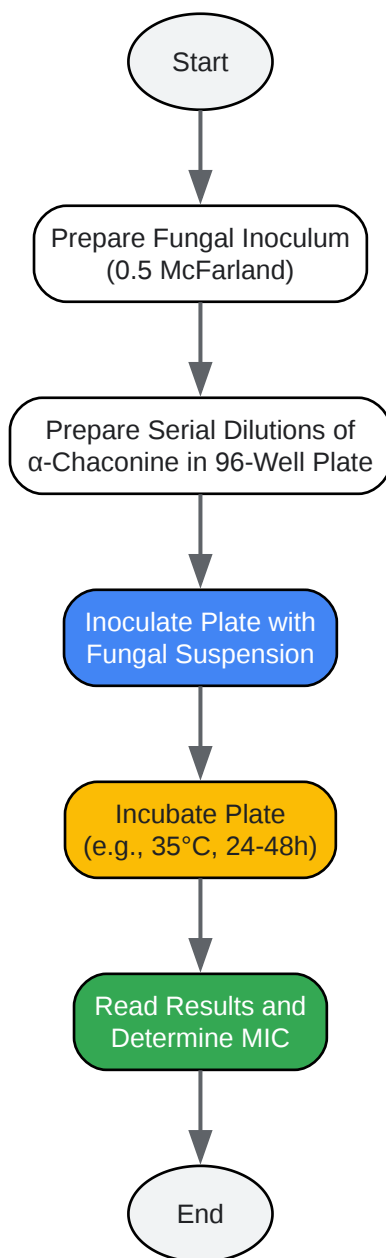 Start
Prepare Fungal Inoculum
(0.5 McFarland)
Prepare Serial Dilutions of
α-Chaconine in 96-Well Plate
Inoculate Plate with
Fungal Suspension
Incubate Plate
(e.g., 35°C, 24-48h)
Read Results and
Determine MIC
End